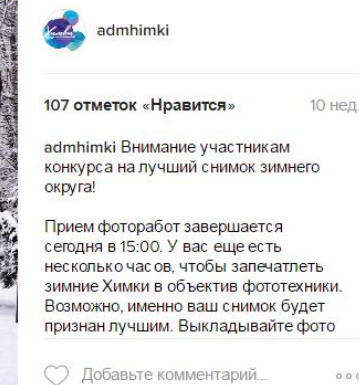 admhimki
107 отметок «Нравится» 10 нед.
admhimki Внимание участникам
конкурса на лучший снимок зимнего
округа!
Прием фоторабот завершается
сегодня в 15:00. У вас еще есть
несколько часов, чтобы запечатлеть
зимние Химки в объектив фототехники.
Возможно, именно ваш снимок будет
признан лучшим. Выкладывайте фото
Добавьте комментарий...